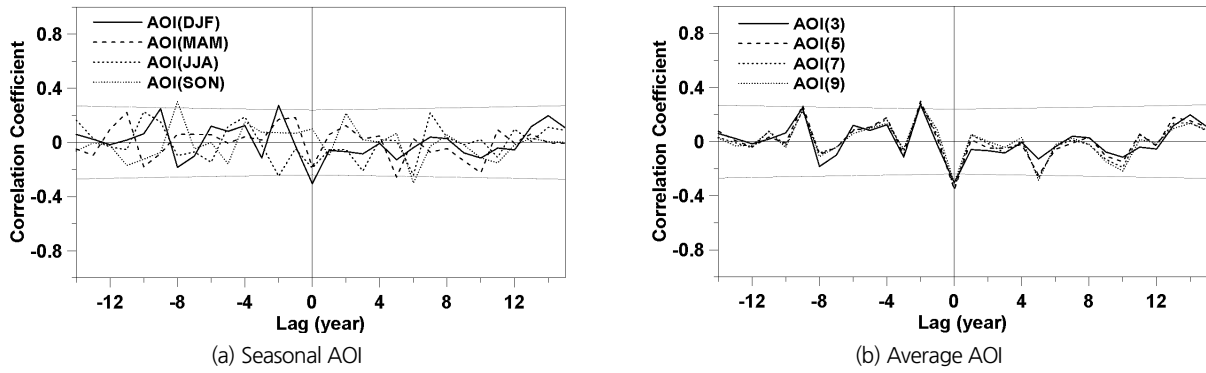 AOI(DJF)
AOI(MAM)
AOI(JJA)
AOI(SON)
0.8
0.4
0
-0.4
-0.8
Correlation Coefficient
-12 -8 -4 0 4 8 12
Lag (year)
(a) Seasonal AOI
AOI(3)
AOI(5)
AOI(7)
AOI(9)
0.8
0.4
0
-0.4
-0.8
Correlation Coefficient
-12 -8 -4 0 4 8 12
Lag (year)
(b) Average AOI